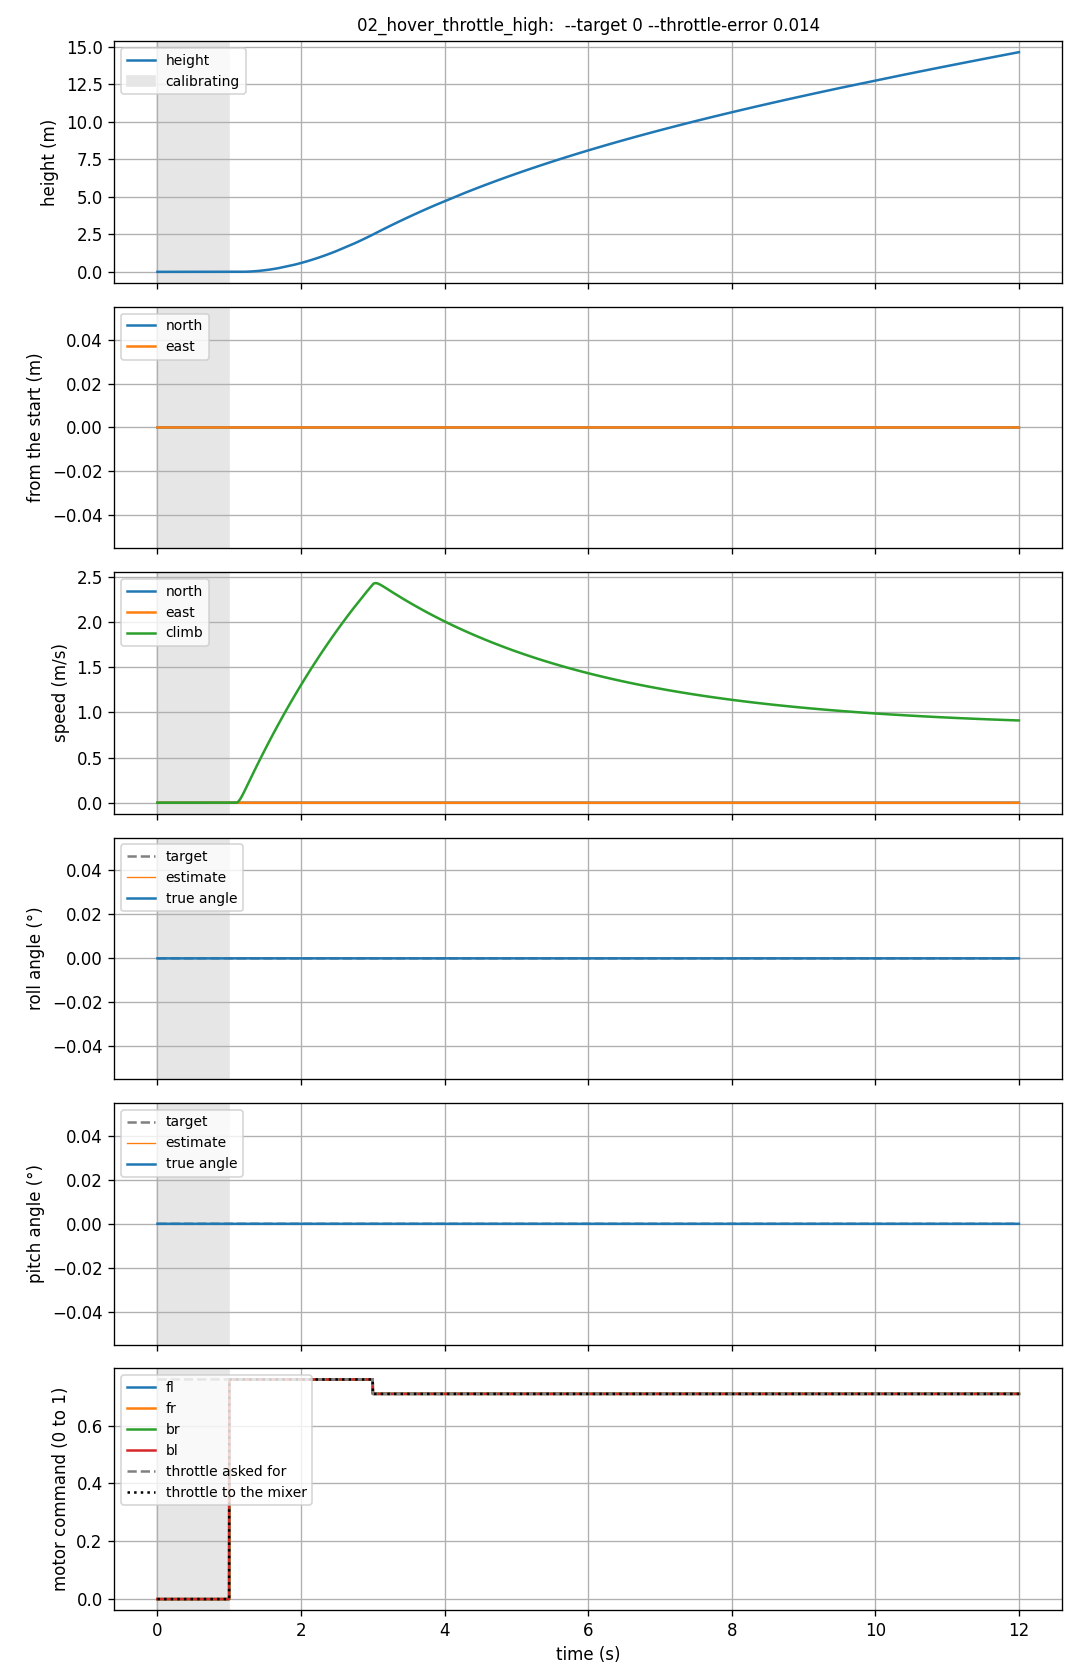 02_hover_throttle_high:  --target 0 --throttle-error 0.014
height (m)
15.0
12.5
10.0
7.5
5.0
2.5
0.0
height
calibrating
from the start (m)
0.04
0.02
0.00
−0.02
−0.04
north
east
speed (m/s)
2.5
2.0
1.5
1.0
0.5
0.0
north
east
climb
roll angle (°)
0.04
0.02
0.00
−0.02
−0.04
target
estimate
true angle
pitch angle (°)
0.04
0.02
0.00
−0.02
−0.04
target
estimate
true angle
motor command (0 to 1)
0.6
0.4
0.2
0.0
fl
fr
br
bl
throttle asked for
throttle to the mixer
0 2 4 6 8 10 12
time (s)